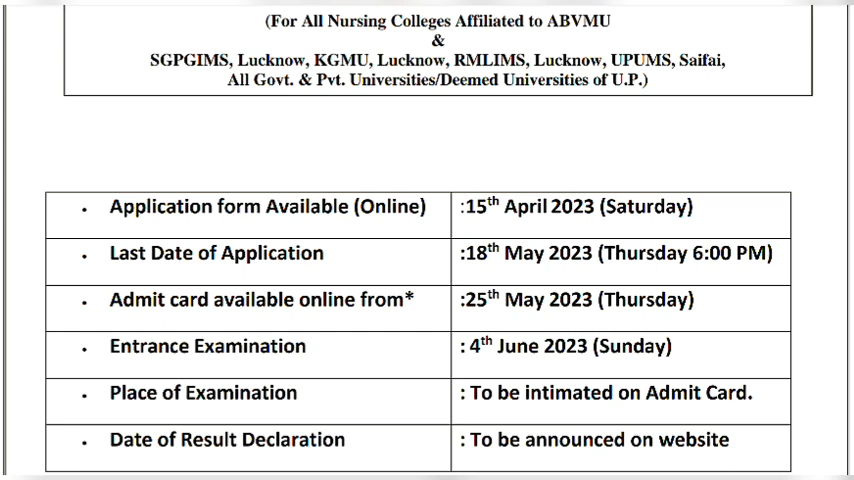 (For All Nursing Colleges Affiliated to ABVMU
&
SGPGIMS, Lucknow, KGMU, Lucknow, RMLIMS, Lucknow, UPUMS, Saifai,
All Govt. & Pvt. Universities/Deemed Universities of U.P.)
• Application form Available (Online) :15th April 2023 (Saturday)
• Last Date of Application :18th May 2023 (Thursday 6:00 PM)
• Admit card available online from* :25th May 2023 (Thursday)
• Entrance Examination : 4th June 2023 (Sunday)
• Place of Examination : To be intimated on Admit Card.
• Date of Result Declaration : To be announced on website